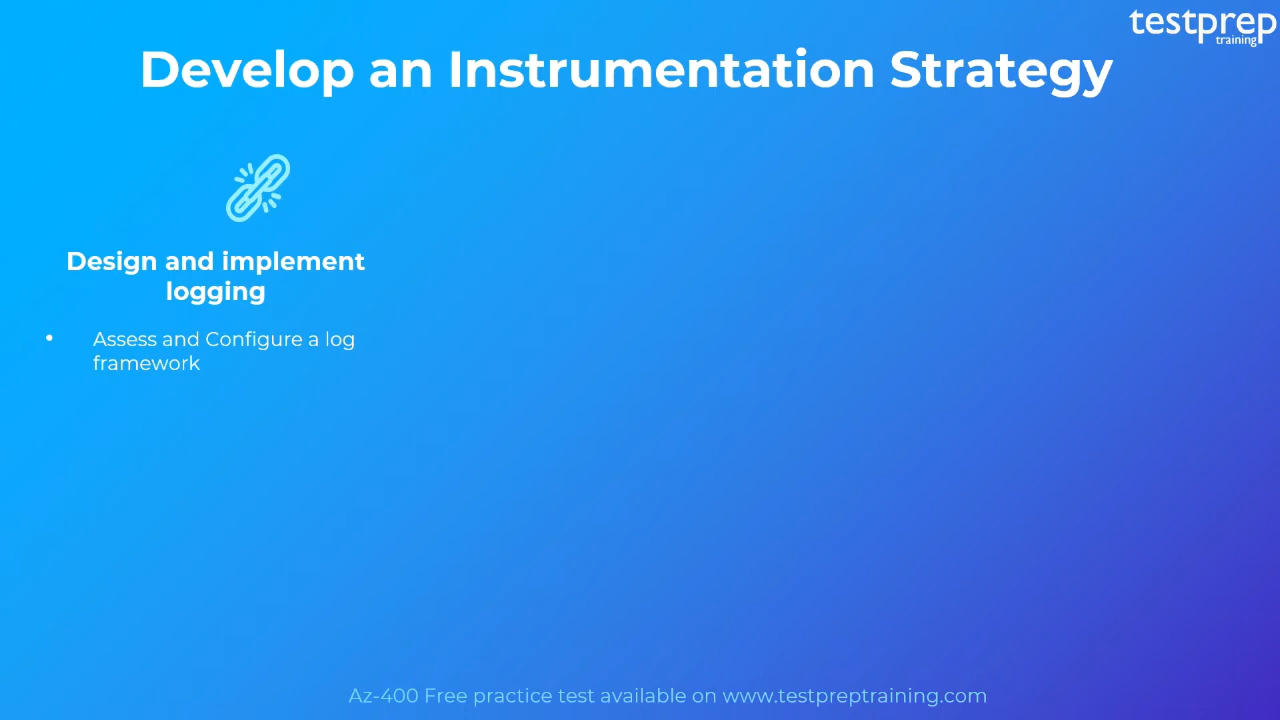 testprep
training
Develop an Instrumentation Strategy
Design and implement
logging
• Assess and Configure a log
framework
Az-400 Free practice test available on www.testpreptraining.com